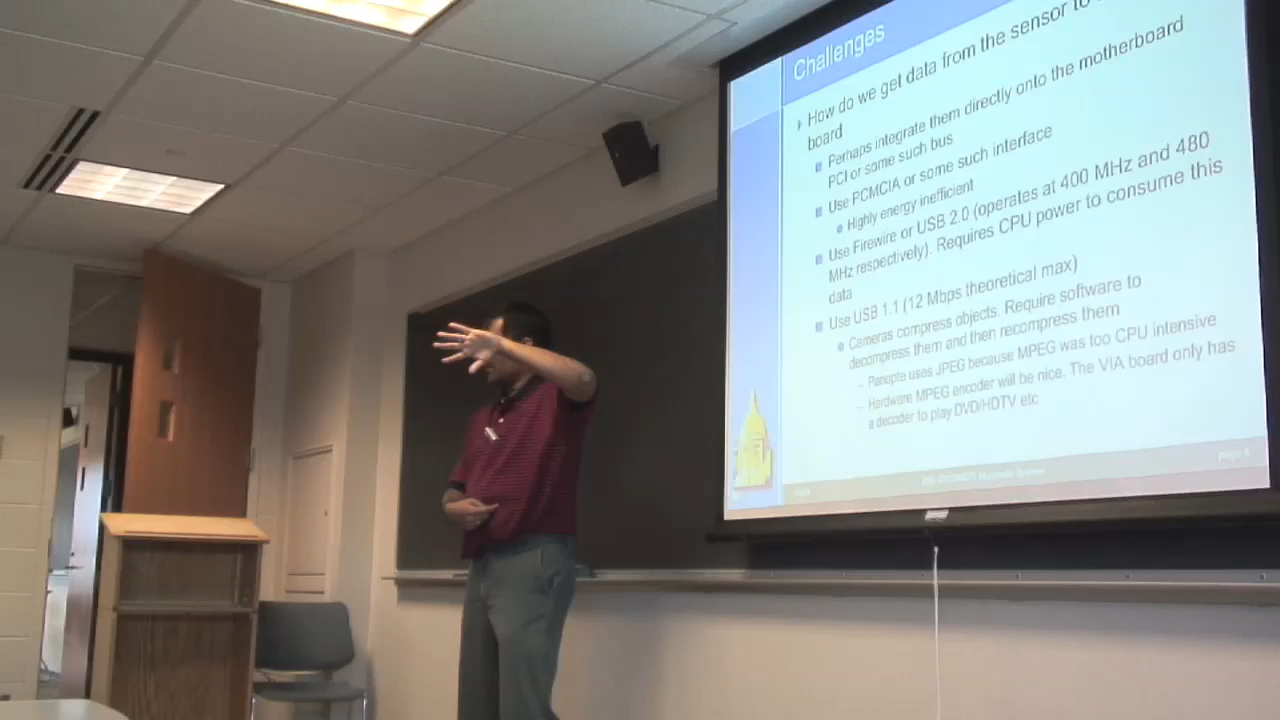 Challenges
How do we get data from the sensor to
board
Perhaps integrate them directly onto the motherboard
PCI or some such bus
Use PCMCIA or some such interface
Highly energy inefficient
Use Firewire or USB 2.0 (operates at 400 MHz and 480
MHz respectively). Requires CPU power to consume this
data
Use USB 1.1 (12 Mbps theoretical max)
Cameras compress objects. Require software to
decompress them and then recompress them
– Panopte uses JPEG because MPEG was too CPU intensive
– Hardware MPEG encoder will be nice. The VIA board only has
a decoder to play DVD/HDTV etc